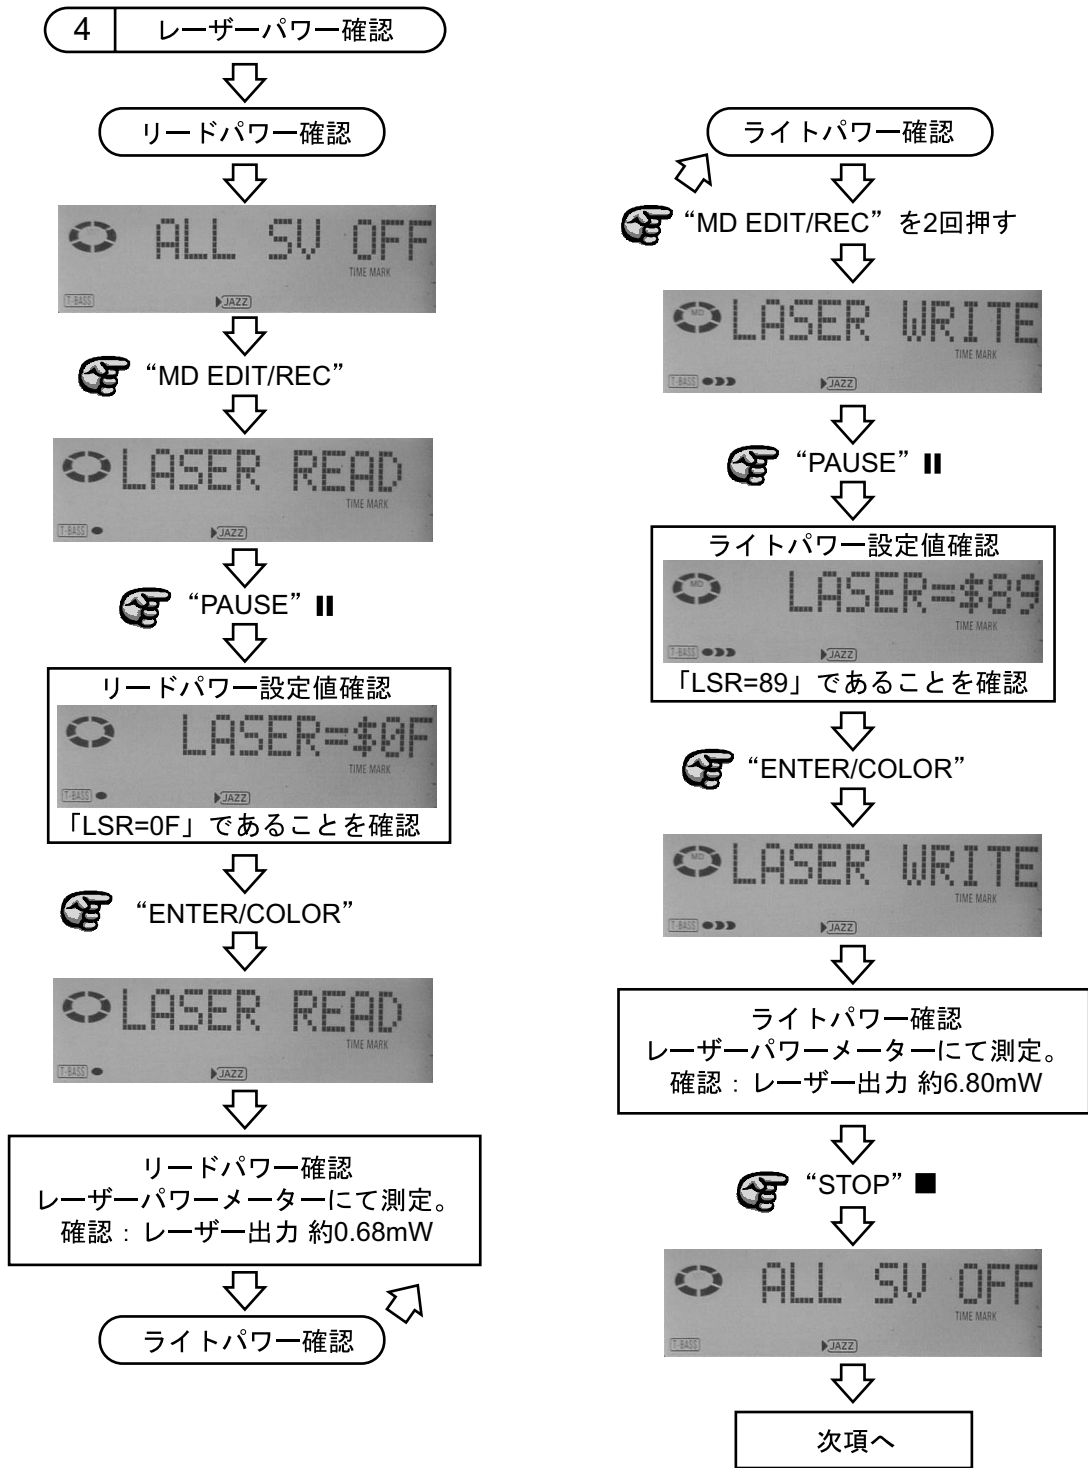 4 レーザーパワー確認
リードパワー確認
ALL SV OFF
TIME MARK
T-BASS JAZZ
“MD EDIT/REC”
LASER READ
TIME MARK
T-BASS JAZZ
“PAUSE”
リードパワー設定値確認
LASER=$0F
TIME MARK
T-BASS JAZZ
「LSR=0F」であることを確認
“ENTER/COLOR”
LASER READ
TIME MARK
T-BASS JAZZ
リードパワー確認
レーザーパワーメーターにて測定。
確認：レーザー出力 約0.68mW
ライトパワー確認
ライトパワー確認
“MD EDIT/REC” を2回押す
MD LASER WRITE
TIME MARK
T-BASS JAZZ
“PAUSE”
ライトパワー設定値確認
MD LASER=$89
TIME MARK
T-BASS JAZZ
「LSR=89」であることを確認
“ENTER/COLOR”
MD LASER WRITE
TIME MARK
T-BASS JAZZ
ライトパワー確認
レーザーパワーメーターにて測定。
確認：レーザー出力 約6.80mW
“STOP”
ALL SV OFF
TIME MARK
T-BASS JAZZ
次項へ